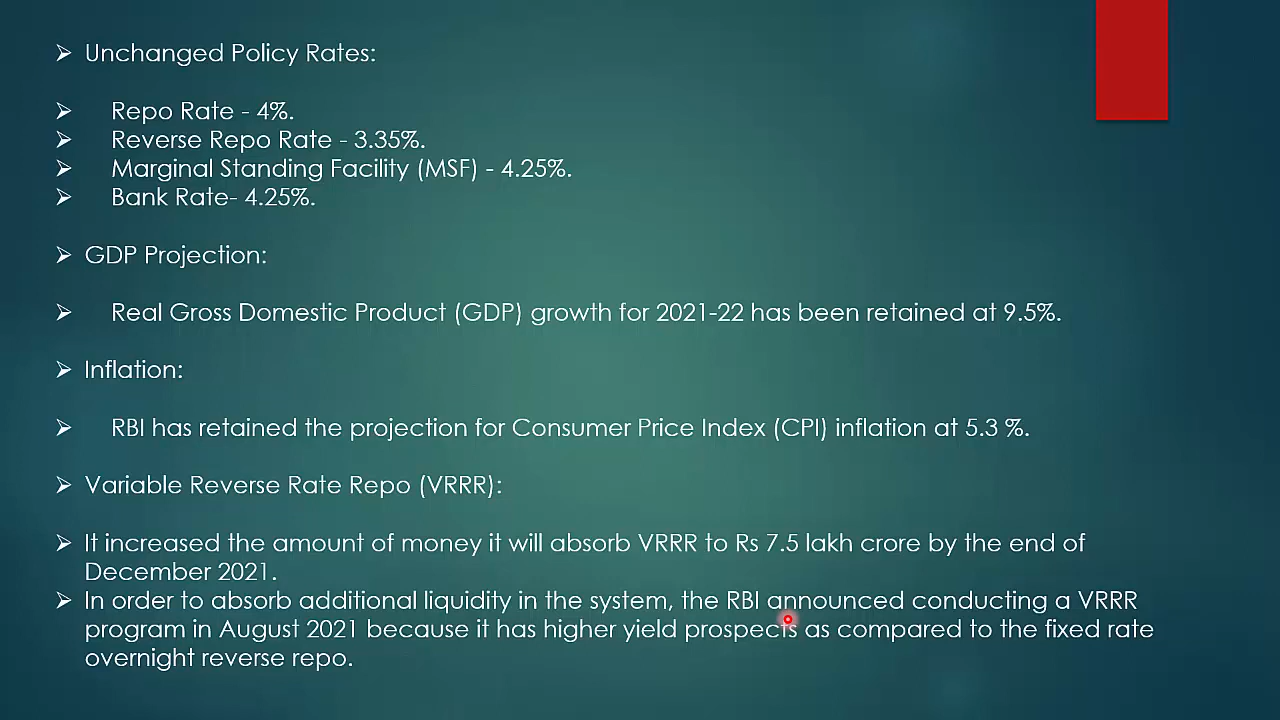 ➢ Unchanged Policy Rates:
➢ Repo Rate - 4%.
➢ Reverse Repo Rate - 3.35%.
➢ Marginal Standing Facility (MSF) - 4.25%.
➢ Bank Rate- 4.25%.
➢ GDP Projection:
➢ Real Gross Domestic Product (GDP) growth for 2021-22 has been retained at 9.5%.
➢ Inflation:
➢ RBI has retained the projection for Consumer Price Index (CPI) inflation at 5.3 %.
➢ Variable Reverse Rate Repo (VRRR):
➢ It increased the amount of money it will absorb VRRR to Rs 7.5 lakh crore by the end of
December 2021.
➢ In order to absorb additional liquidity in the system, the RBI announced conducting a VRRR
program in August 2021 because it has higher yield prospects as compared to the fixed rate
overnight reverse repo.